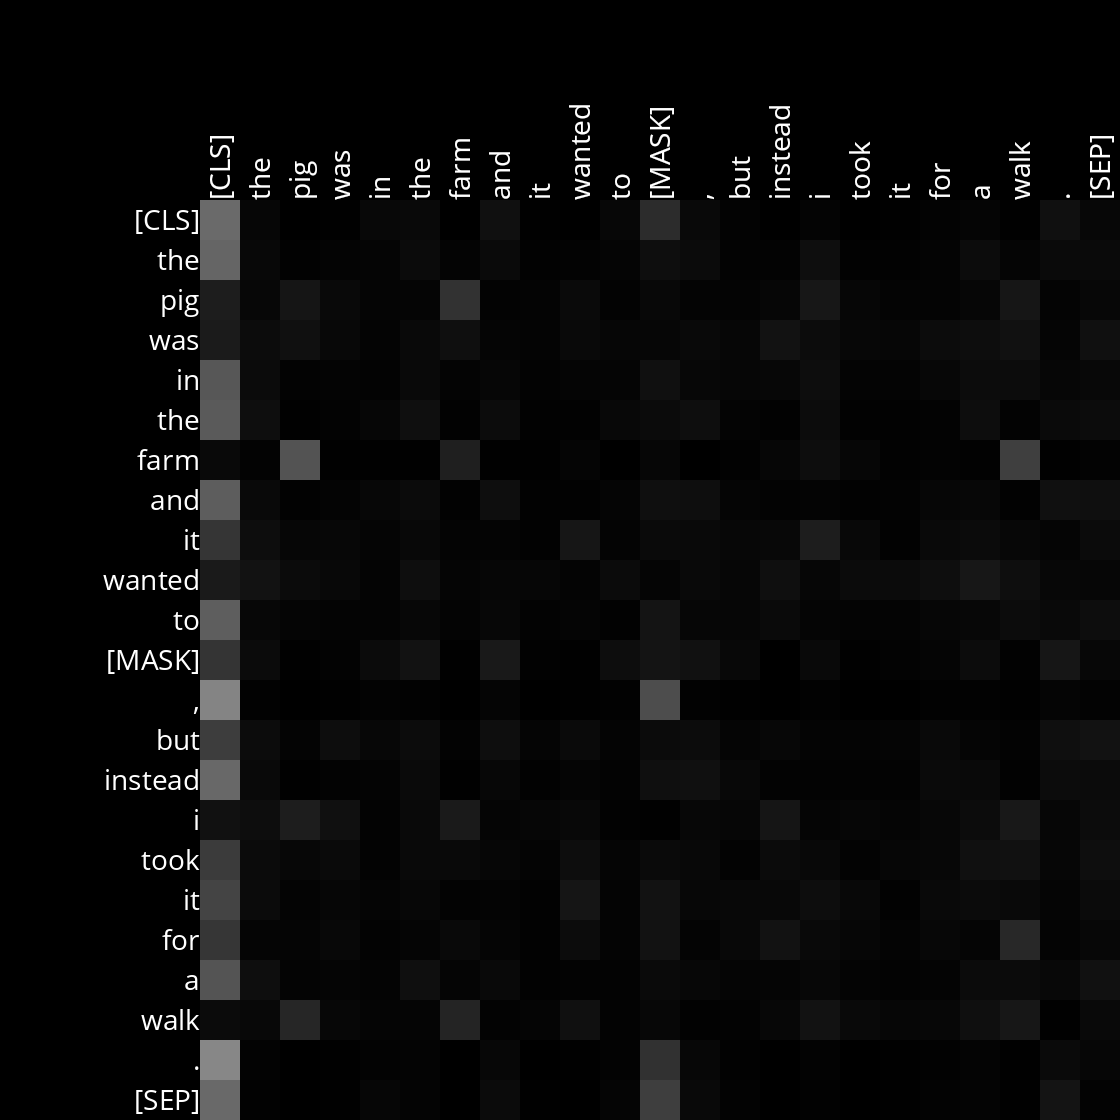 [CLS] the pig was in the farm and it wanted to [MASK] , but instead i took it for a walk . [SEP]
[CLS]
the
pig
was
in
the
farm
and
it
wanted
to
[MASK]
,
but
instead
i
took
it
for
a
walk
.
[SEP]